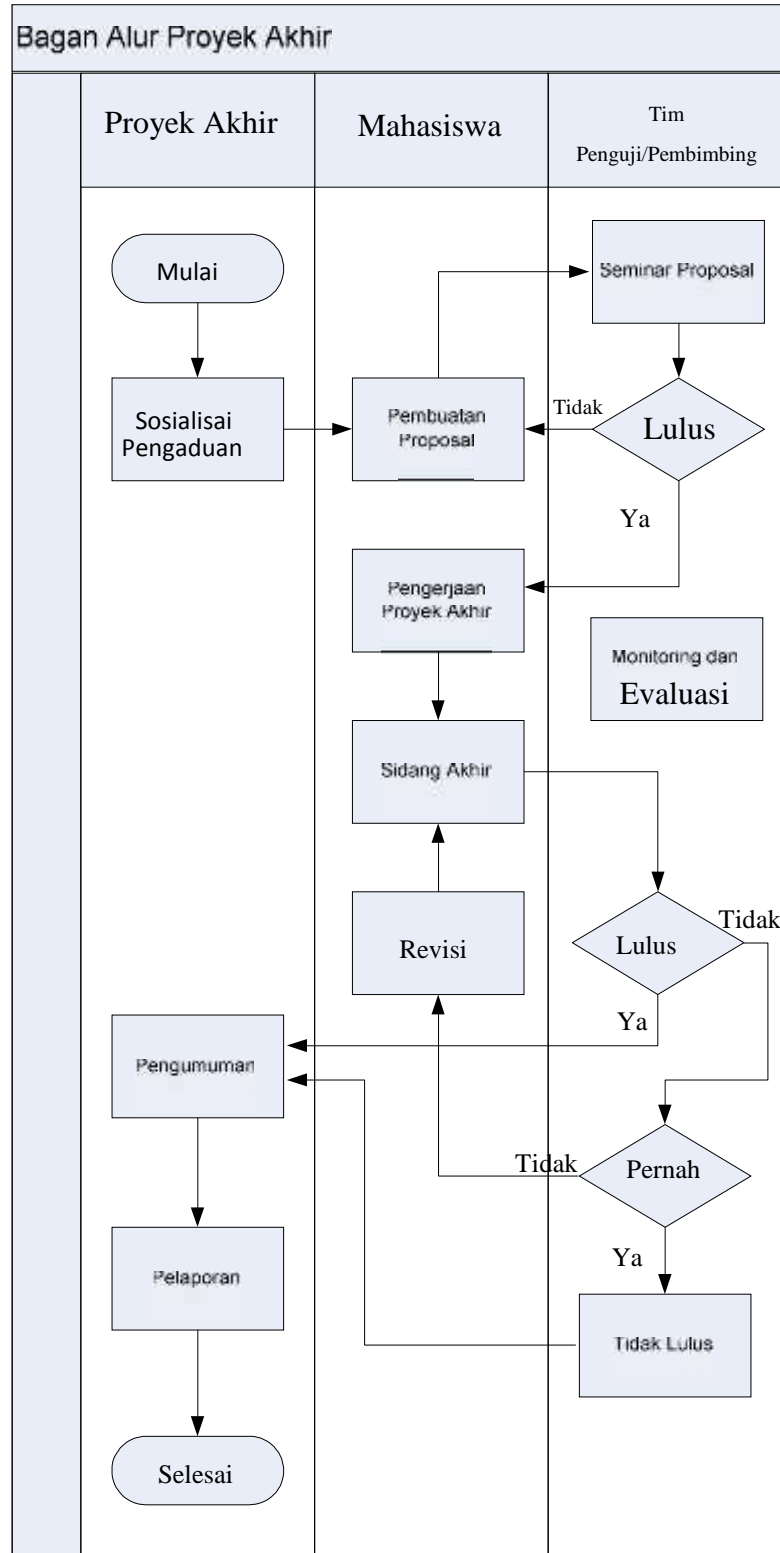 Bagan Alur Proyek Akhir
Proyek Akhir
Mahasiswa
Tim
Penguji/Pembimbing
Mulai
Seminar Proposal
Sosialisai
Pengaduan
Pembuatan
Proposal
Tidak
Lulus
Ya
Pengerjaan
Proyek Akhir
Monitoring dan
Evaluasi
Sidang Akhir
Revisi
Lulus
Tidak
Ya
Pengumuman
Tidak
Pernah
Ya
Pelaporan
Tidak Lulus
Selesai